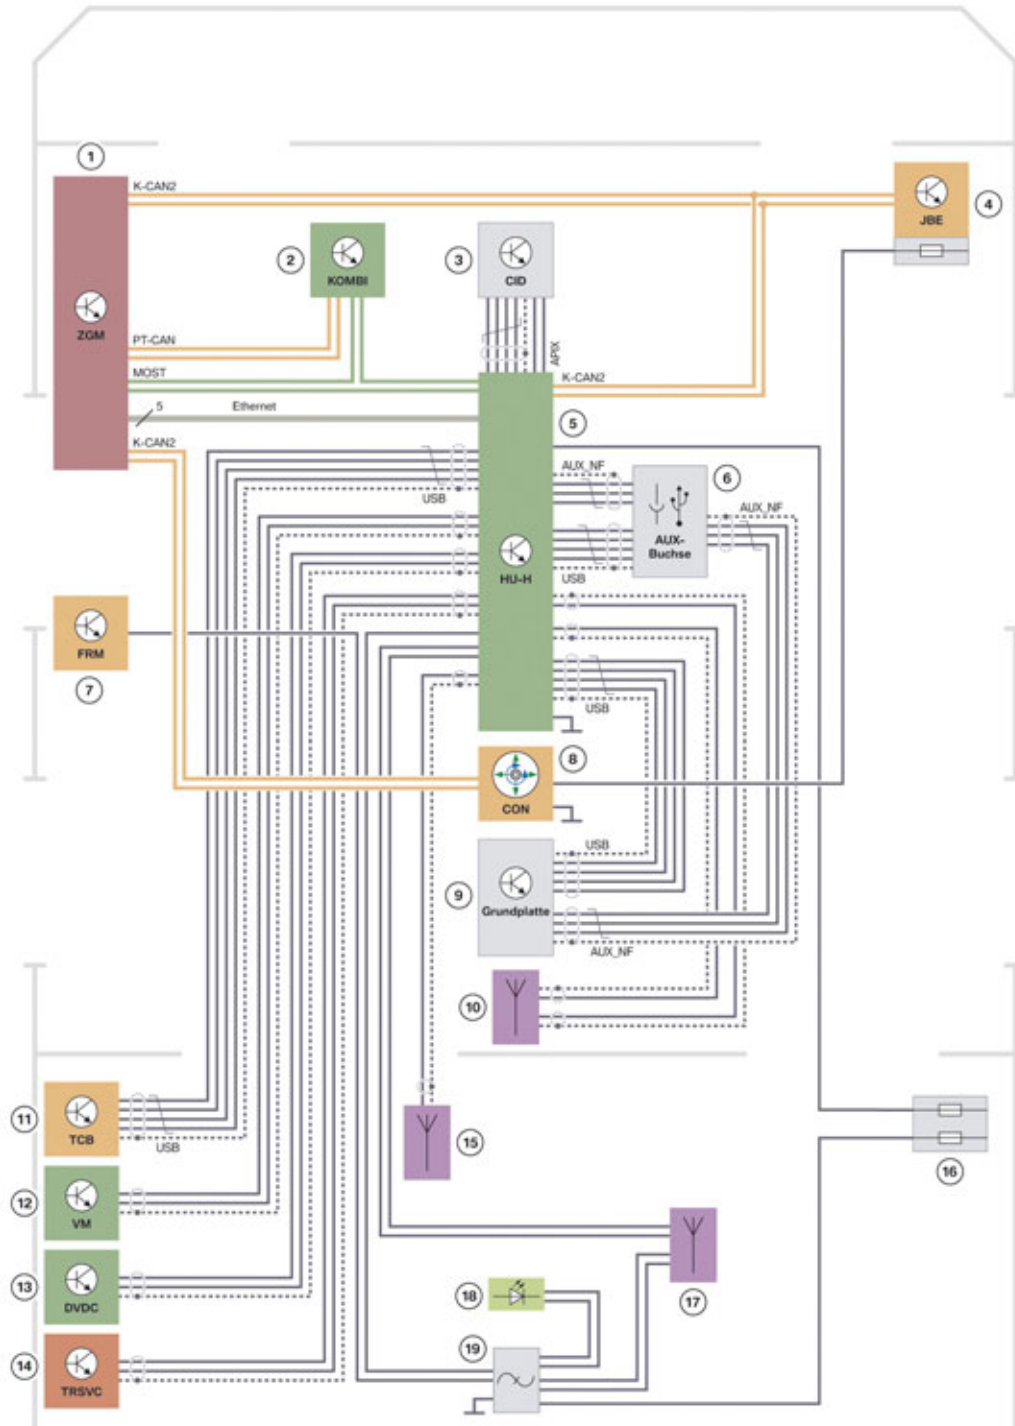 1
K-CAN2
4
JBE
2
KOMBI
3
CID
ZGM
PT-CAN
MOST
APIX
K-CAN2
5
Ethernet
5
K-CAN2
USB
AUX_NF
6
AUX_NF
AUX-
Buchse
HU-H
USB
FRM
7
USB
8
CON
USB
9
Grundplatte
AUX_NF
10
11
TCB
USB
15
16
12
VM
13
DVDC
18
17
14
TRSVC
19